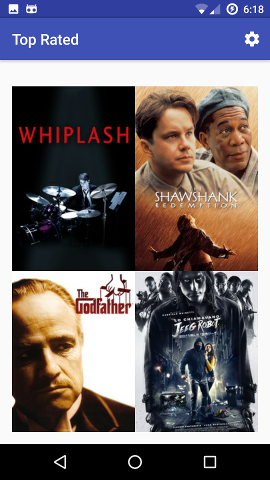 6:18
Top Rated
WHIPLASH
SHAWSHANK
REDEMPTION
The
Godfather
LO CHIAMAVANO
JEEG ROBOT